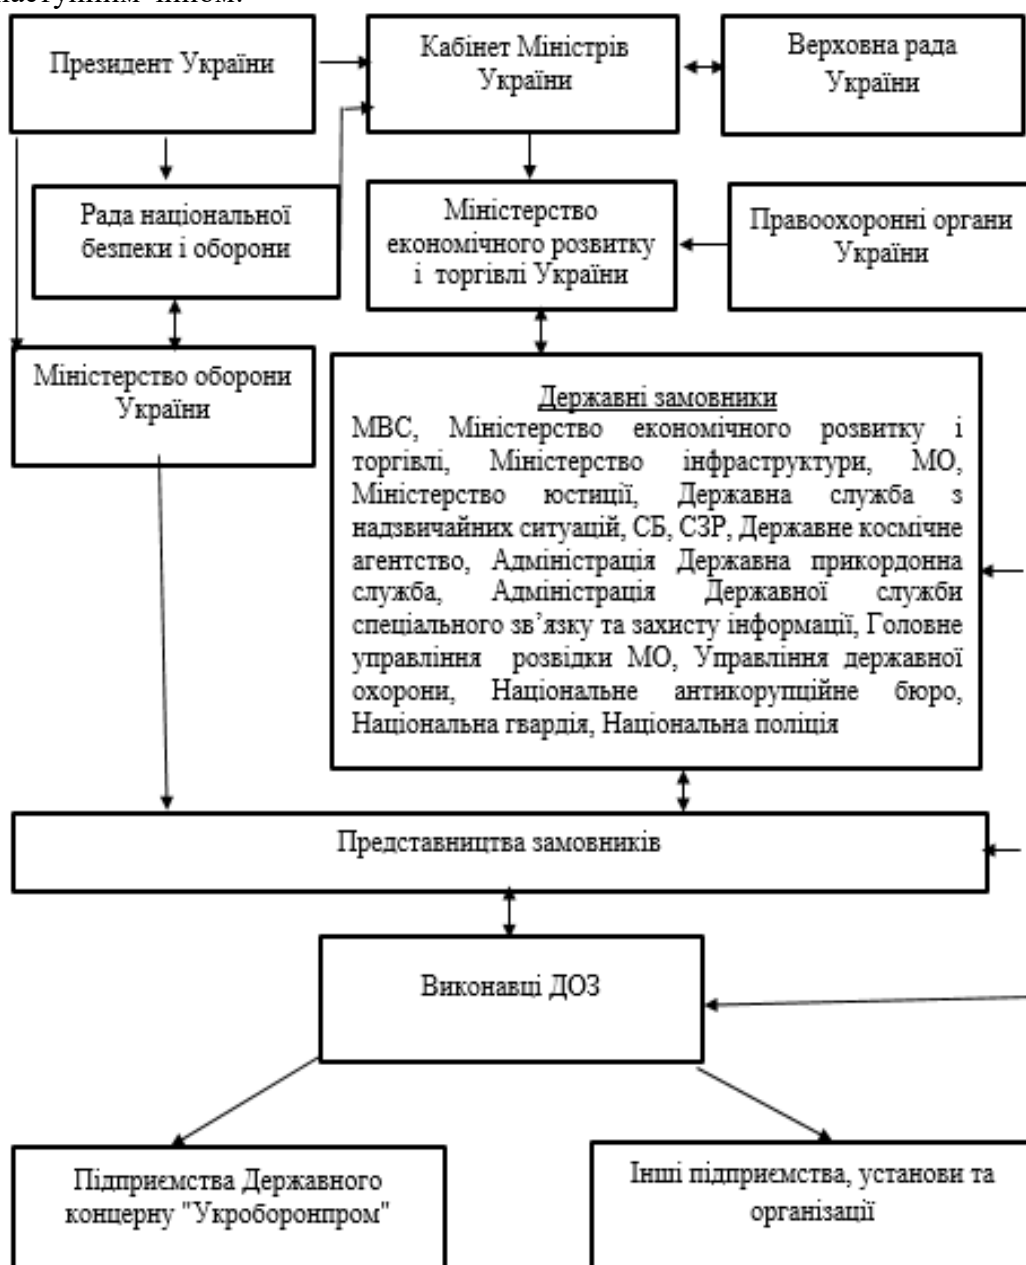 наступним чином:
Президент України
Кабінет Міністрів
України
Верховна рада
України
Рада національної
безпеки і оборони
Міністерство
економічного розвитку
і торгівлі України
Правоохоронні органи
України
Міністерство оборони
України
Державні замовники
МВС, Міністерство економічного розвитку і
торгівлі, Міністерство інфраструктури, МО,
Міністерство юстиції, Державна служба з
надзвичайних ситуацій, СБ, СЗР, Державне космічне
агентство, Адміністрація Державна прикордонна
служба, Адміністрація Державної служби
спеціального зв’язку та захисту інформації, Головне
управління розвідки МО, Управління державної
охорони, Національне антикорупційне бюро,
Національна гвардія, Національна поліція
Представництва замовників
Виконавці ДОЗ
Підприємства Державного
концерну "Укроборонпром"
Інші підприємства, установи та
організації